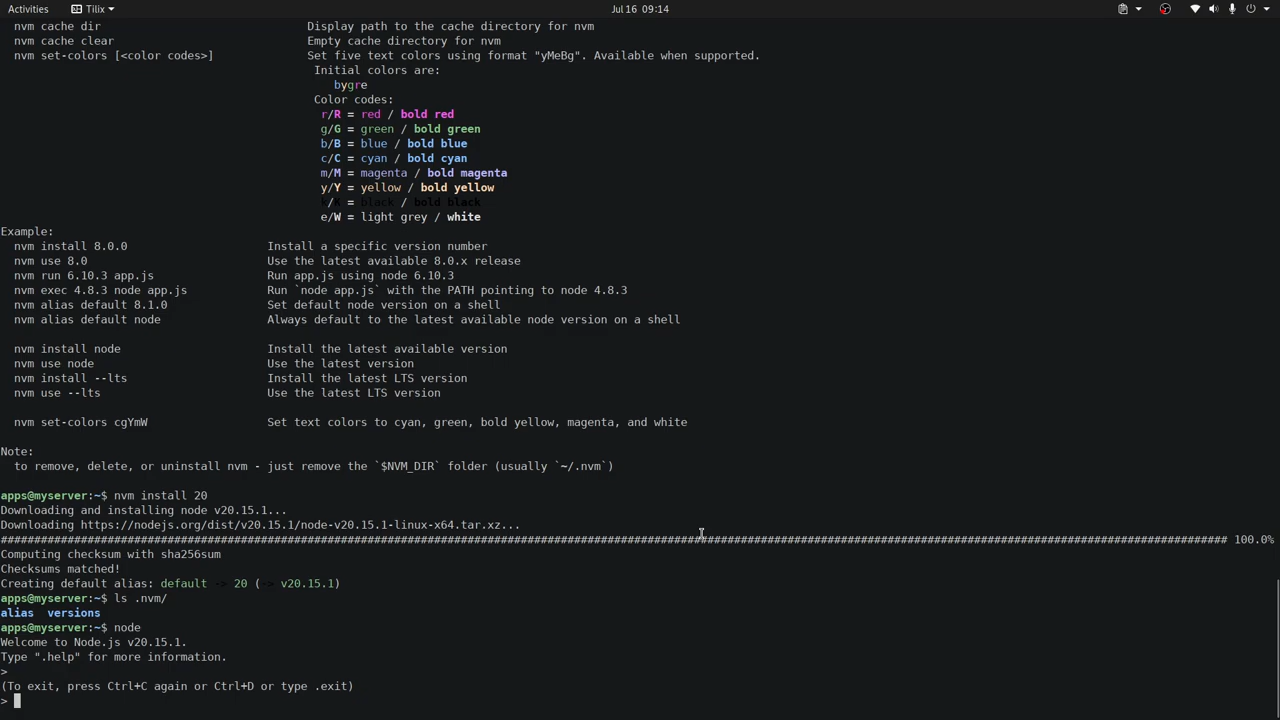 Activities Tilix Jul 16 09:14
nvm cache dir Display path to the cache directory for nvm
nvm cache clear Empty cache directory for nvm
nvm set-colors [<color codes>] Set five text colors using format "yMeBg". Available when supported.
Initial colors are:
bygre
Color codes:
r/R = red / bold red
g/G = green / bold green
b/B = blue / bold blue
c/C = cyan / bold cyan
m/M = magenta / bold magenta
y/Y = yellow / bold yellow
k/K = black / bold black
e/W = light grey / white
Example:
nvm install 8.0.0 Install a specific version number
nvm use 8.0 Use the latest available 8.0.x release
nvm run 6.10.3 app.js Run app.js using node 6.10.3
nvm exec 4.8.3 node app.js Run `node app.js` with the PATH pointing to node 4.8.3
nvm alias default 8.1.0 Set default node version on a shell
nvm alias default node Always default to the latest available node version on a shell
nvm install node Install the latest available version
nvm use node Use the latest version
nvm install --lts Install the latest LTS version
nvm use --lts Use the latest LTS version
nvm set-colors cgYmW Set text colors to cyan, green, bold yellow, magenta, and white
Note:
to remove, delete, or uninstall nvm - just remove the `$NVM_DIR` folder (usually `~/.nvm`)
apps@myserver:~$ nvm install 20
Downloading and installing node v20.15.1...
Downloading https://nodejs.org/dist/v20.15.1/node-v20.15.1-linux-x64.tar.xz...
######################################################################################################################################################################################## 100.0%
Computing checksum with sha256sum
Checksums matched!
Creating default alias: default -> 20 (-> v20.15.1)
apps@myserver:~$ ls .nvm/
alias versions
apps@myserver:~$ node
Welcome to Node.js v20.15.1.
Type ".help" for more information.
>
(To exit, press Ctrl+C again or Ctrl+D or type .exit)
>